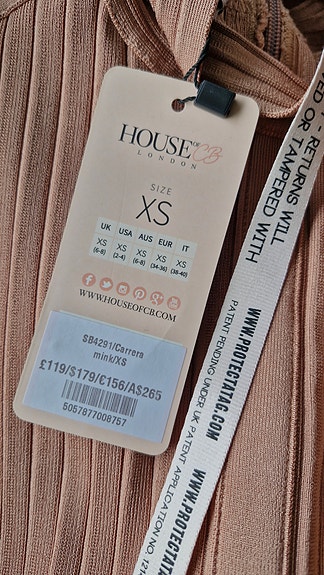 HOUSE OF CB
LONDON
SIZE
XS
UK USA AUS EUR IT
XS XS XS XS XS
(6-8) (2-4) (6-8) (34-36) (38-40)
WWW.HOUSEOFCB.COM
SB4291/Carrera
mink/XS
£119/$179/€156/A$265
5057877008757
ED - RETURNS WILL
D OR TAMPERED WITH
WWW.PROTECTATAG.COM
PATENT PENDING UNDER UK PATENT APPLICATION NO. 121
WWW.PROTECTATAG